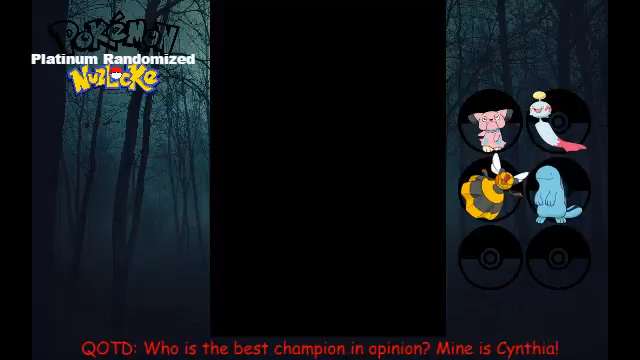 POKéMON
Platinum Randomized
NUZLOCKE
QOTD: Who is the best champion in opinion? Mine is Cynthia!